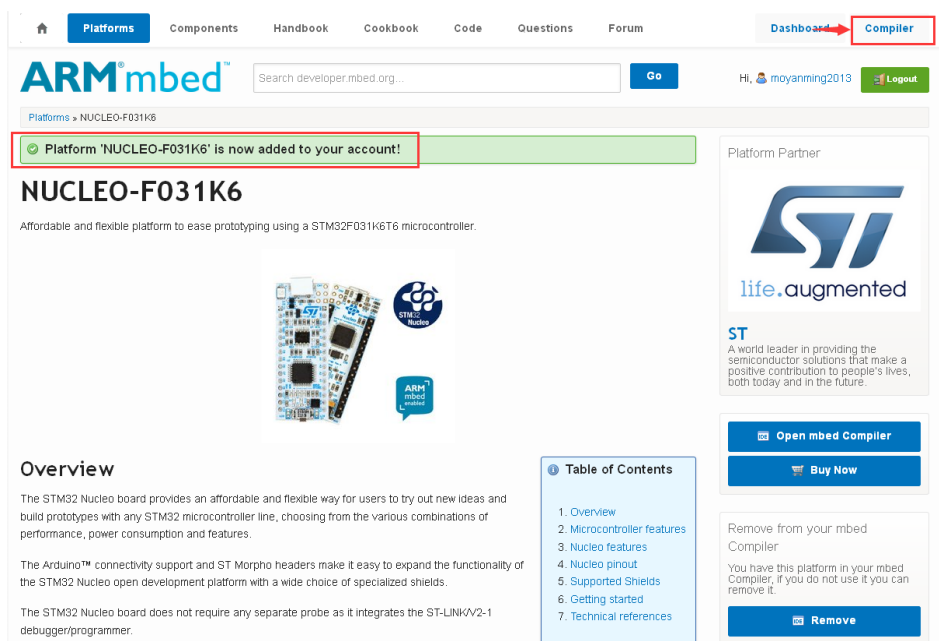 Platforms Components Handbook Cookbook Code Questions Forum Dashboard Compiler
ARM®mbed™
Search developer.mbed.org...
Go
Hi, moyanming2013
Logout
Platforms » NUCLEO-F031K6
Platform 'NUCLEO-F031K6' is now added to your account!
NUCLEO-F031K6
Affordable and flexible platform to ease prototyping using a STM32F031K6T6 microcontroller.
STM32
Nucleo
ARM
mbed
enabled
Overview
The STM32 Nucleo board provides an affordable and flexible way for users to try out new ideas and
build prototypes with any STM32 microcontroller line, choosing from the various combinations of
performance, power consumption and features.
The Arduino™ connectivity support and ST Morpho headers make it easy to expand the functionality of
the STM32 Nucleo open development platform with a wide choice of specialized shields.
The STM32 Nucleo board does not require any separate probe as it integrates the ST-LINK/V2-1
debugger/programmer.
Table of Contents
1. Overview
2. Microcontroller features
3. Nucleo features
4. Nucleo pinout
5. Supported Shields
6. Getting started
7. Technical references
Platform Partner
ST
life.augmented
ST
A world leader in providing the
semiconductor solutions that make a
positive contribution to people's lives,
both today and in the future.
IDE Open mbed Compiler
Buy Now
Remove from your mbed
Compiler
You have this platform in your mbed
Compiler, if you do not use it you can
remove it.
IDE Remove